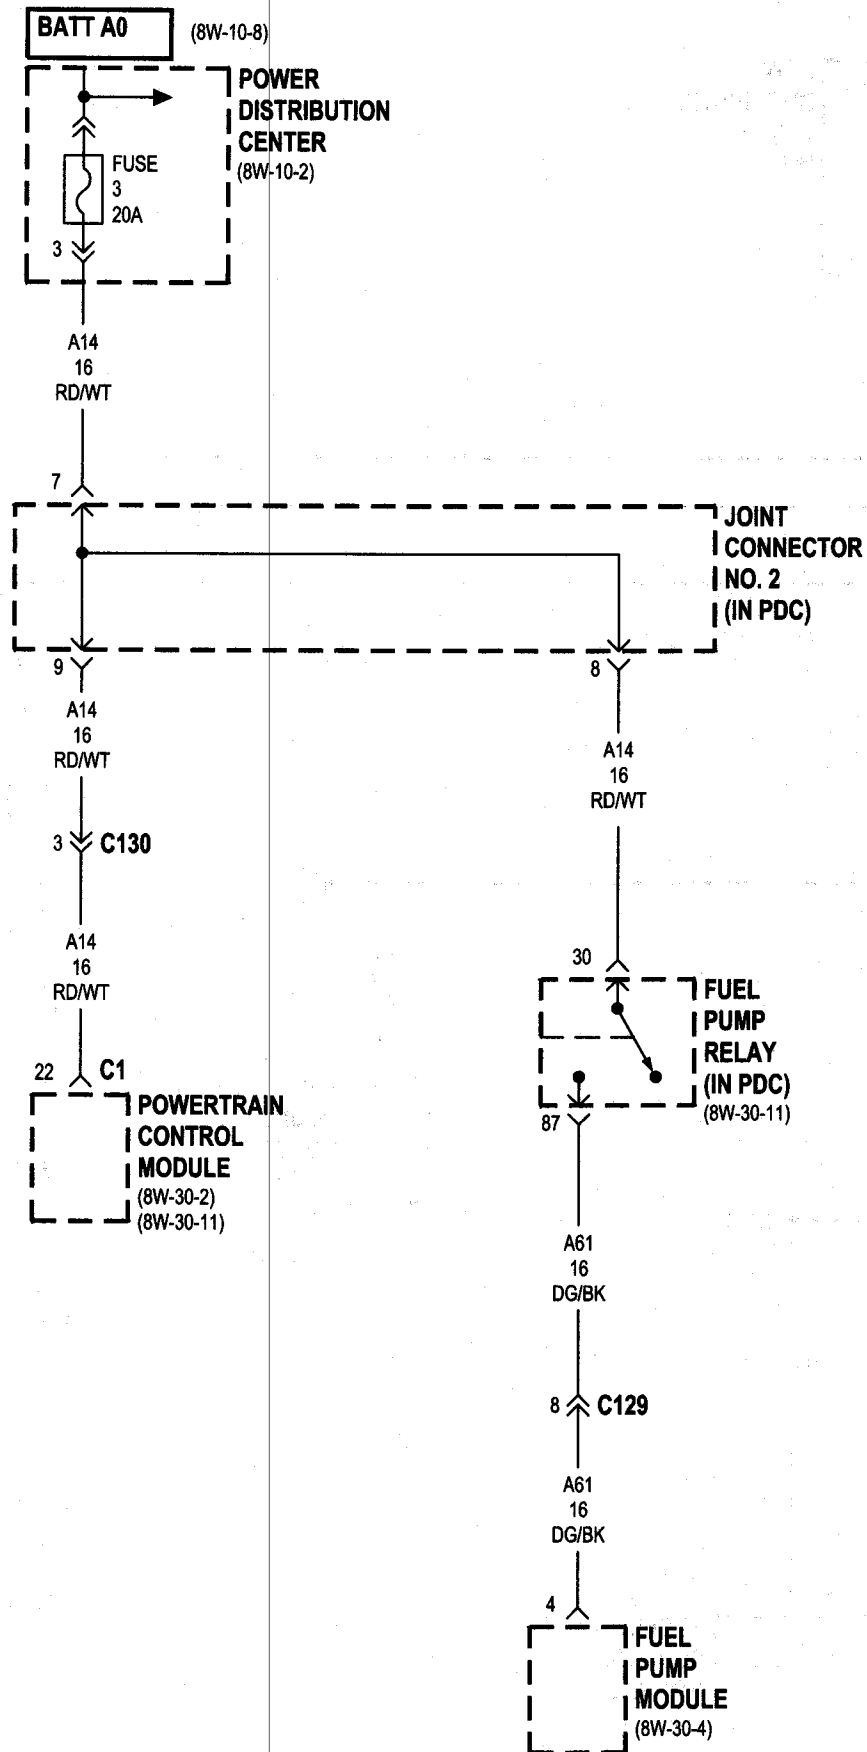 BATT A0
(8W-10-8)
POWER
DISTRIBUTION
CENTER
(8W-10-2)
FUSE
3
20A
3
A14
16
RD/WT
7
JOINT
CONNECTOR
NO. 2
(IN PDC)
9
8
A14
16
RD/WT
A14
16
RD/WT
3
C130
A14
16
RD/WT
30
FUEL
PUMP
RELAY
(IN PDC)
(8W-30-11)
22
C1
POWERTRAIN
CONTROL
MODULE
(8W-30-2)
(8W-30-11)
87
A61
16
DG/BK
8
C129
A61
16
DG/BK
4
FUEL
PUMP
MODULE
(8W-30-4)